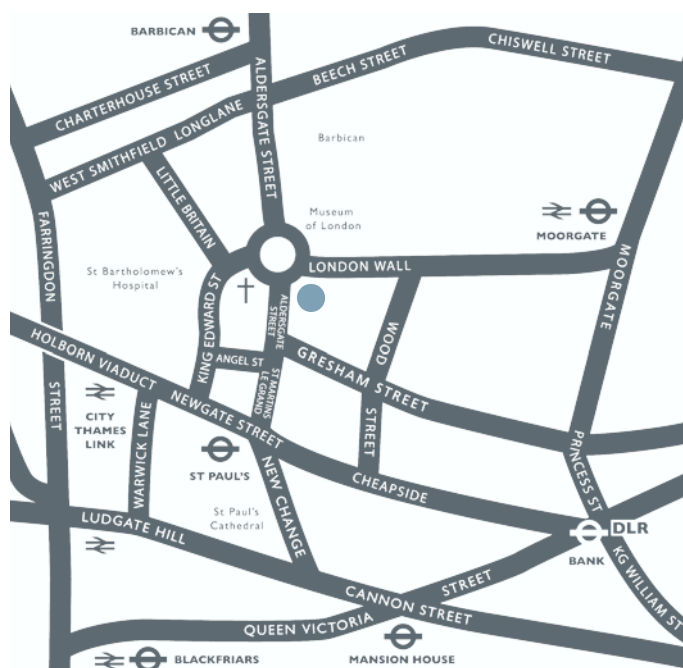 BARBICAN
CHISWELL STREET
BEECH STREET
CHARTERHOUSE STREET
ALDERSGATE STREET
WEST SMITHFIELD LONGLANE
Barbican
LITTLE BRITAIN
FARRINGDON
STREET
Museum
of London
MOORGATE
MOORGATE
St Bartholomew's
Hospital
LONDON WALL
KING EDWARD ST
ALDERSGATE
STREET
WOOD
STREET
HOLBORN VIADUCT
ANGEL ST
ST MARTINS
LE GRAND
GRESHAM STREET
CITY
THAMES
LINK
WARWICK LANE
NEWGATE STREET
ST PAUL'S
CHEAPSIDE
PRINCESS ST
St Paul's
Cathedral
NEW CHANGE
LUDGATE HILL
DLR
BANK
KG WILLIAM ST
CANNON STREET
QUEEN VICTORIA
STREET
BLACKFRIARS
MANSION HOUSE